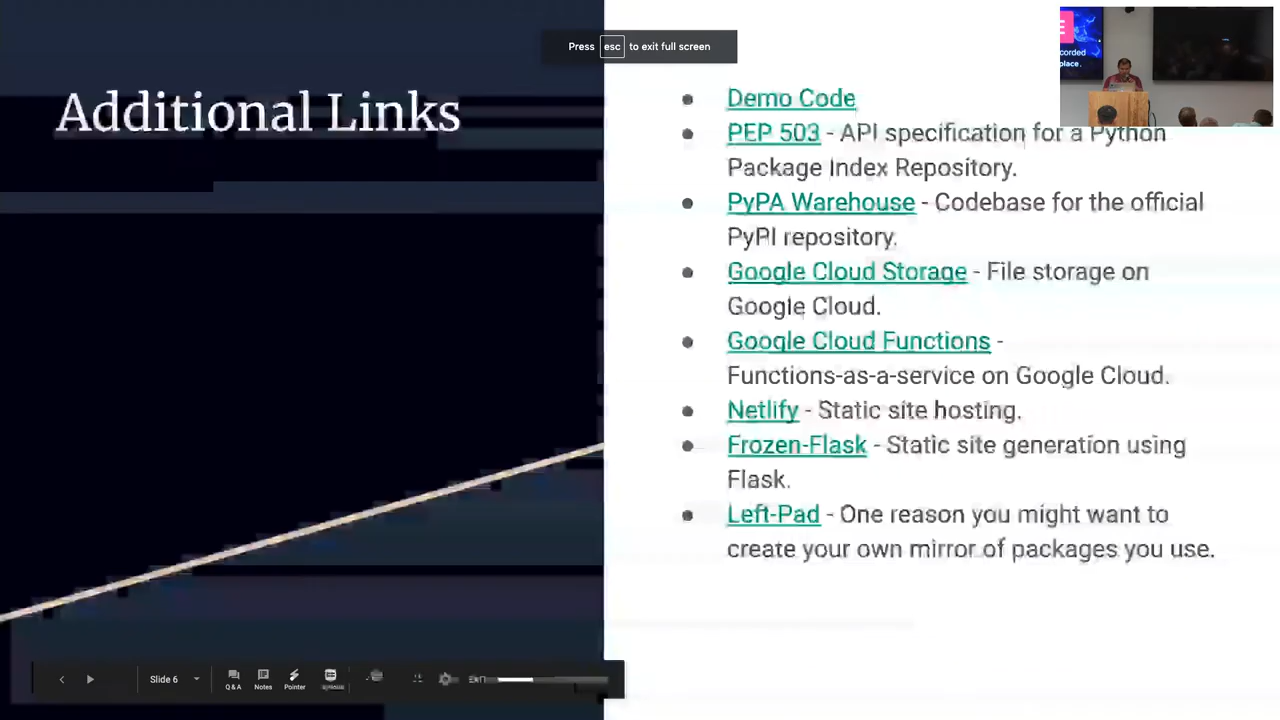 Press esc to exit full screen
corded
place.
Additional Links
Demo Code
PEP 503 - API specification for a Python
Package Index Repository.
PyPA Warehouse - Codebase for the official
PyPI repository.
Google Cloud Storage - File storage on
Google Cloud.
Google Cloud Functions -
Functions-as-a-service on Google Cloud.
Netlify - Static site hosting.
Frozen-Flask - Static site generation using
Flask.
Left-Pad - One reason you might want to
create your own mirror of packages you use.
Slide 6
Q&A
Notes
Pointer